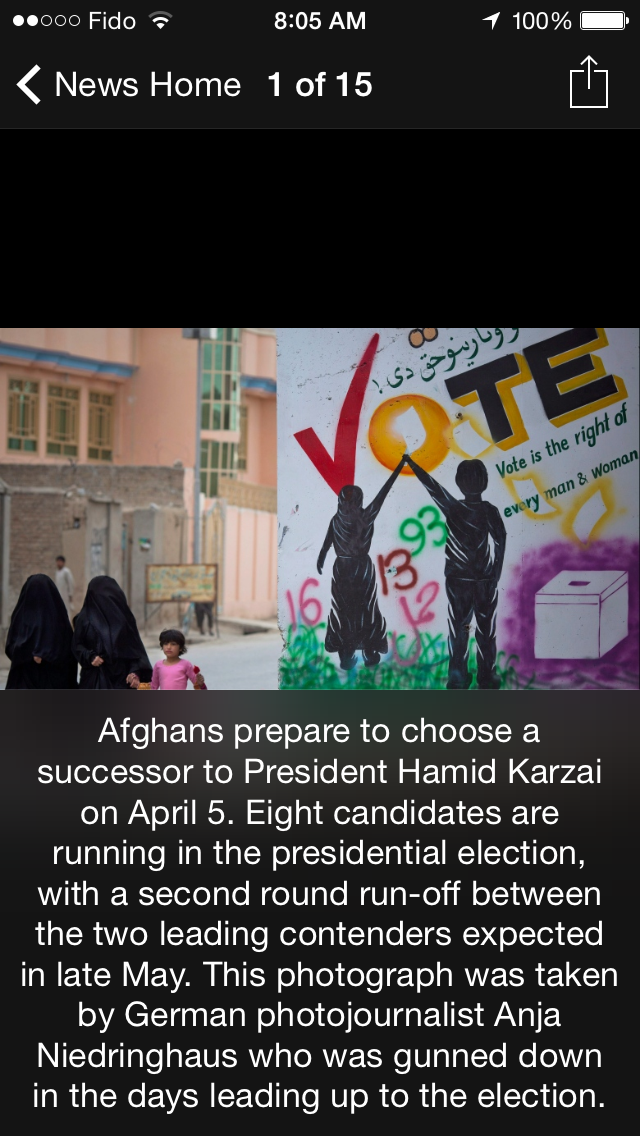 Fido 8:05 AM 100%
News Home 1 of 15
VOTE
Vote is the right of
every man & woman
93
13
16
12
Afghans prepare to choose a
successor to President Hamid Karzai
on April 5. Eight candidates are
running in the presidential election,
with a second round run-off between
the two leading contenders expected
in late May. This photograph was taken
by German photojournalist Anja
Niedringhaus who was gunned down
in the days leading up to the election.